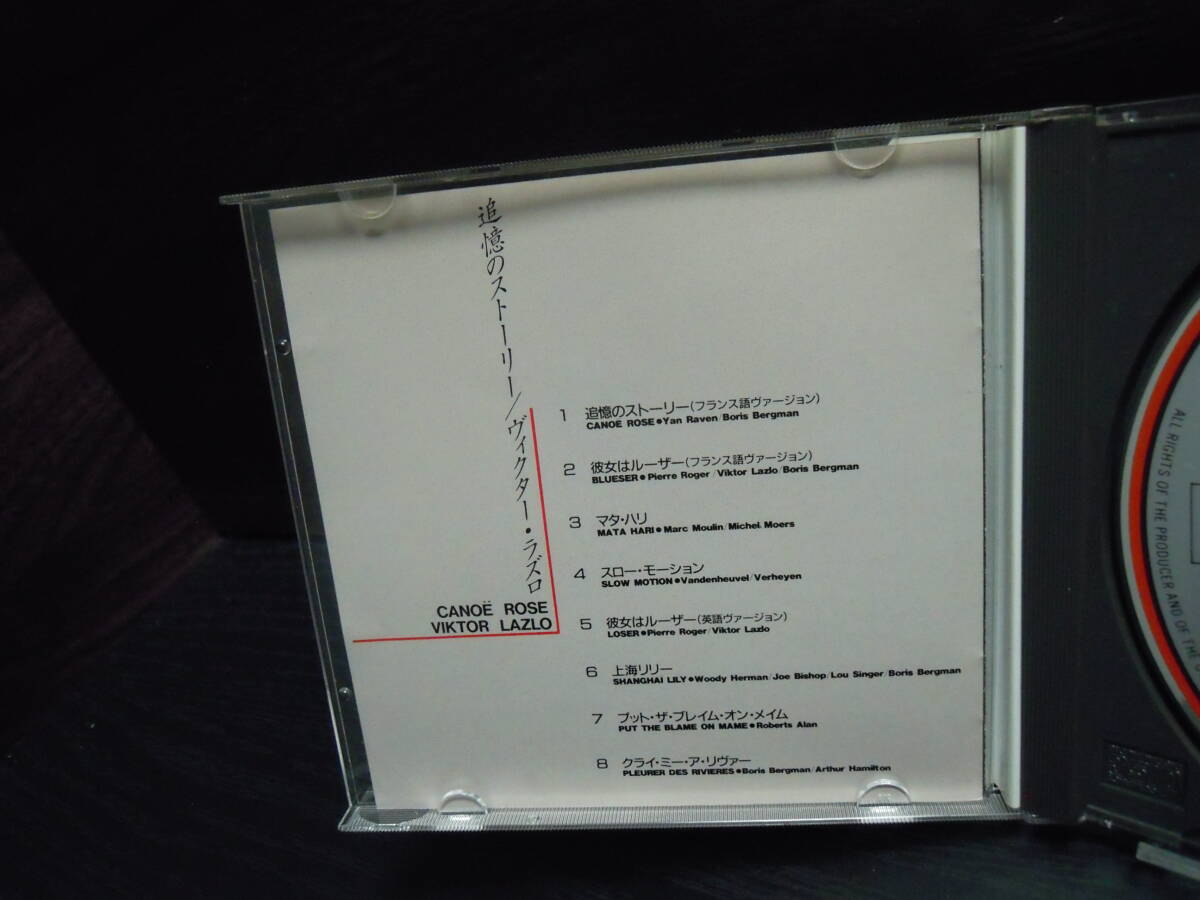 追憶のストーリー/ヴィクター・ラズロ
CANOË ROSE
VIKTOR LAZLO
1 追憶のストーリー(フランス語ヴァージョン)
CANOE ROSE●Yan Raven/Boris Bergman
2 彼女はルーザー(フランス語ヴァージョン)
BLUESER●Pierre Roger/Viktor Lazlo/Boris Bergman
3 マタ・ハリ
MATA HARI●Marc Moulin/Michel Moers
4 スロー・モーション
SLOW MOTION●Vandenheuvel/Verheyen
5 彼女はルーザー(英語ヴァージョン)
LOSER●Pierre Roger/Viktor Lazlo
6 上海リリー
SHANGHAI LILY●Woody Herman/Joe Bishop/Lou Singer/Boris Bergman
7 プット・ザ・ブレイム・オン・メイム
PUT THE BLAME ON MAME●Roberts Alan
8 クライ・ミー・ア・リヴァー
PLEURER DES RIVIERES●Boris Bergman/Arthur Hamilton
ALL RIGHTS OF THE PRODUCER AND OF THE